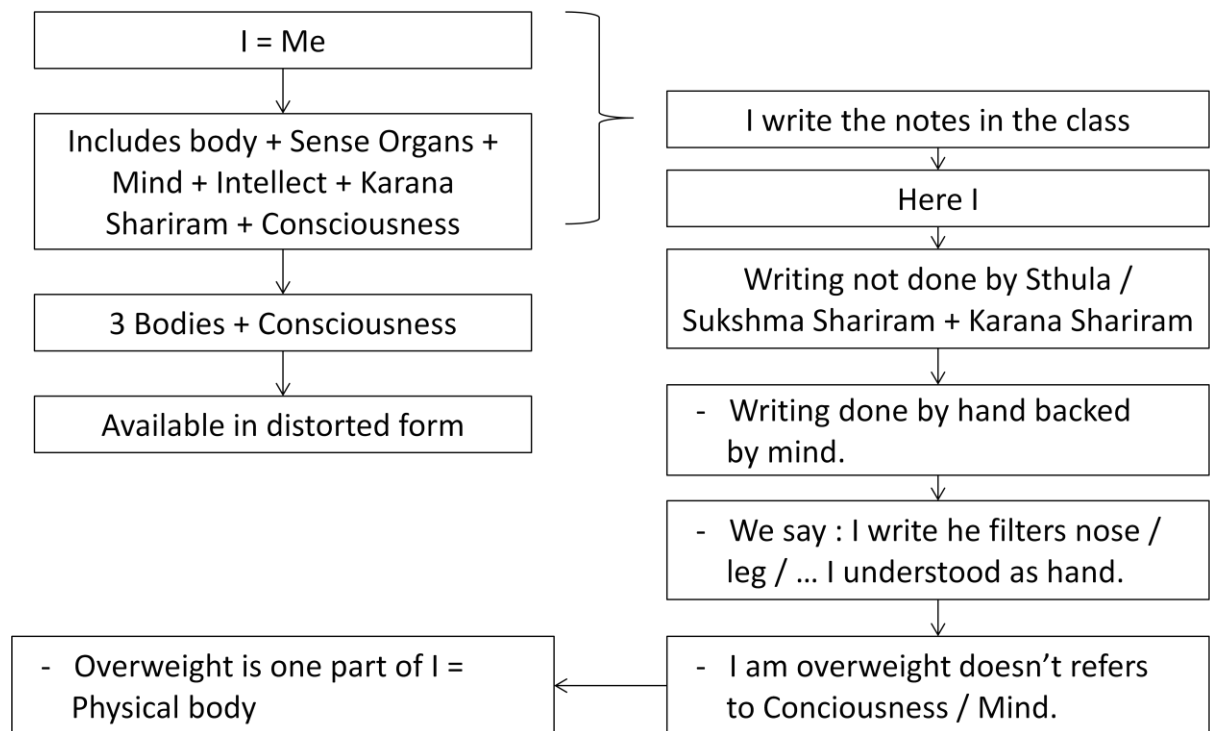 I = Me
Includes body + Sense Organs +
Mind + Intellect + Karana
Shariram + Consciousness
3 Bodies + Consciousness
Available in distorted form
I write the notes in the class
Here I
Writing not done by Sthula /
Sukshma Shariram + Karana Shariram
- Writing done by hand backed
by mind.
- We say : I write he filters nose /
leg / ... I understood as hand.
- I am overweight doesn’t refers
to Conciousness / Mind.
- Overweight is one part of I =
Physical body